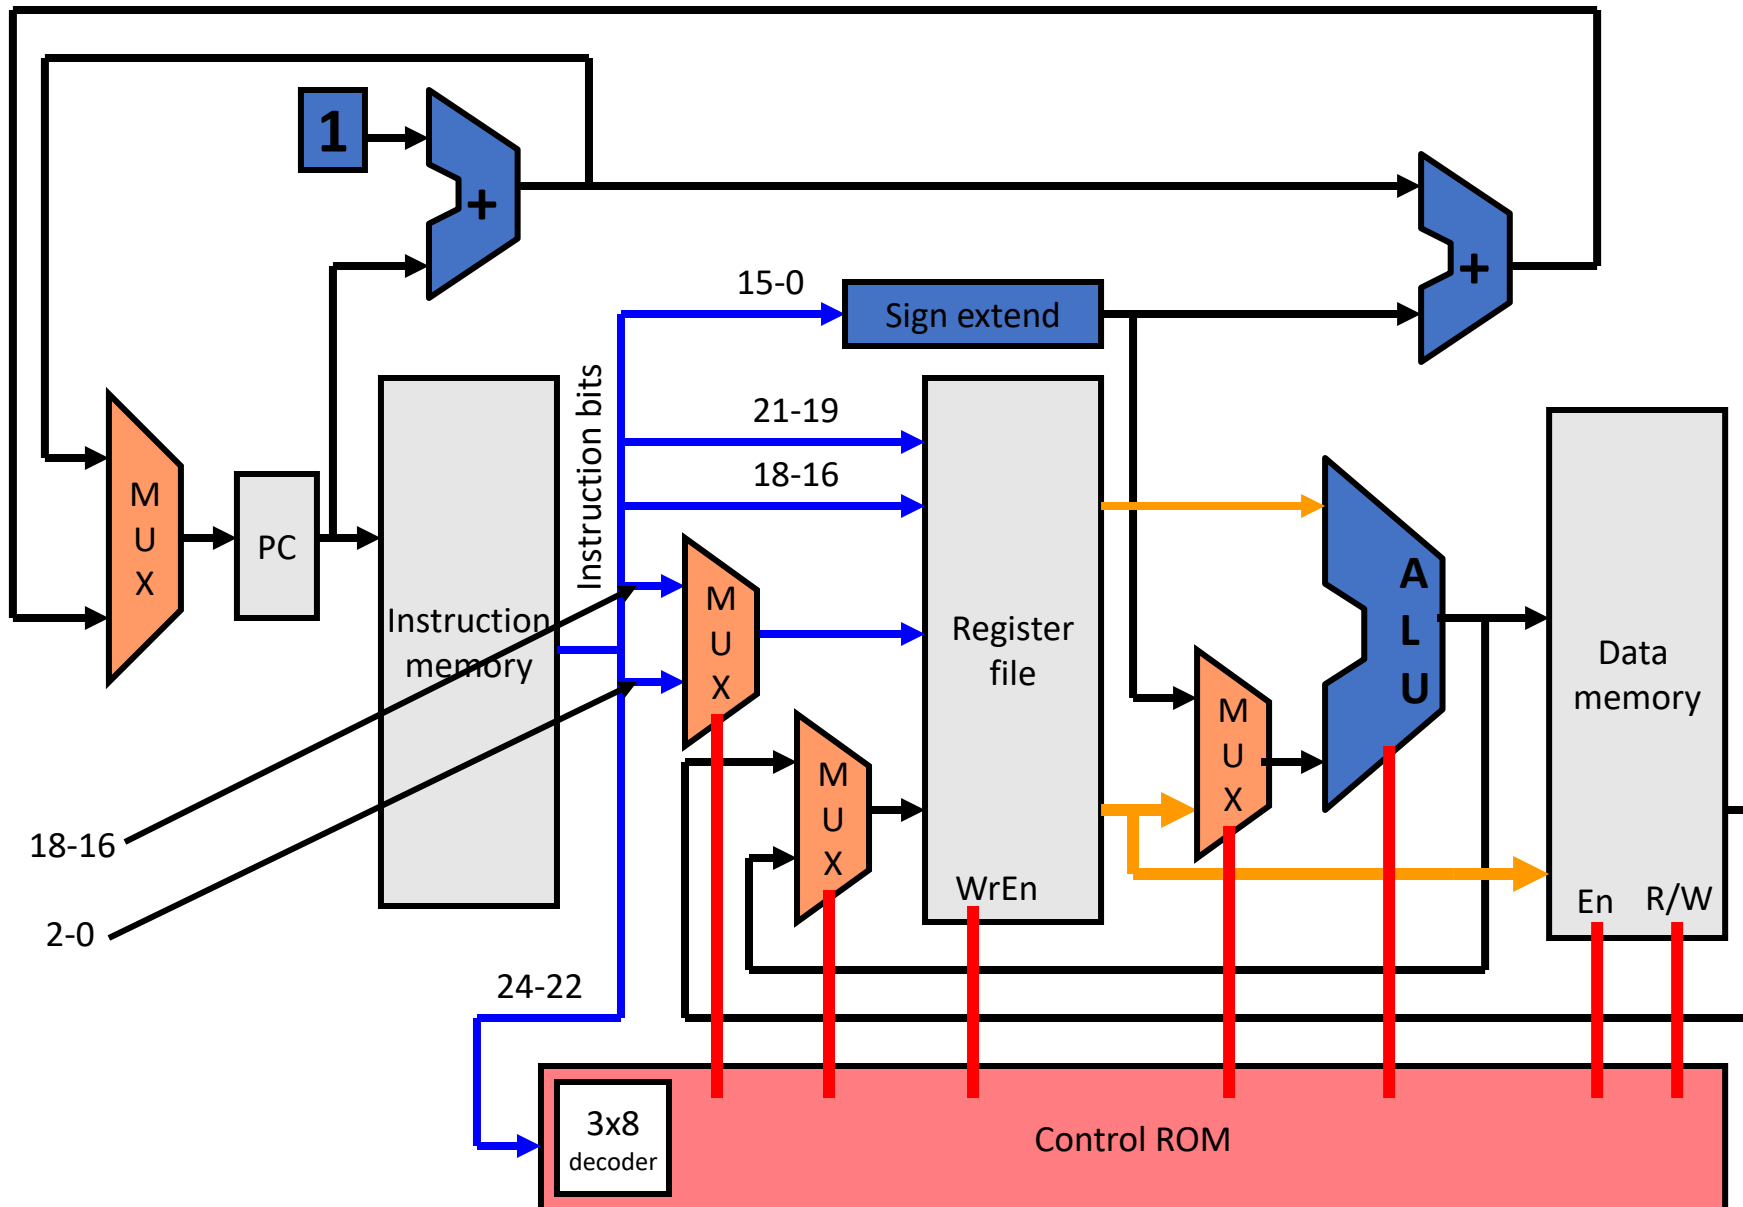 1
+
+
15-0
Sign extend
Instruction bits
21-19
18-16
M
U
X
PC
Instruction
memory
M
U
X
Register
file
A
L
U
Data
memory
M
U
X
M
U
X
18-16
2-0
WrEn
En
R/W
24-22
3x8
decoder
Control ROM